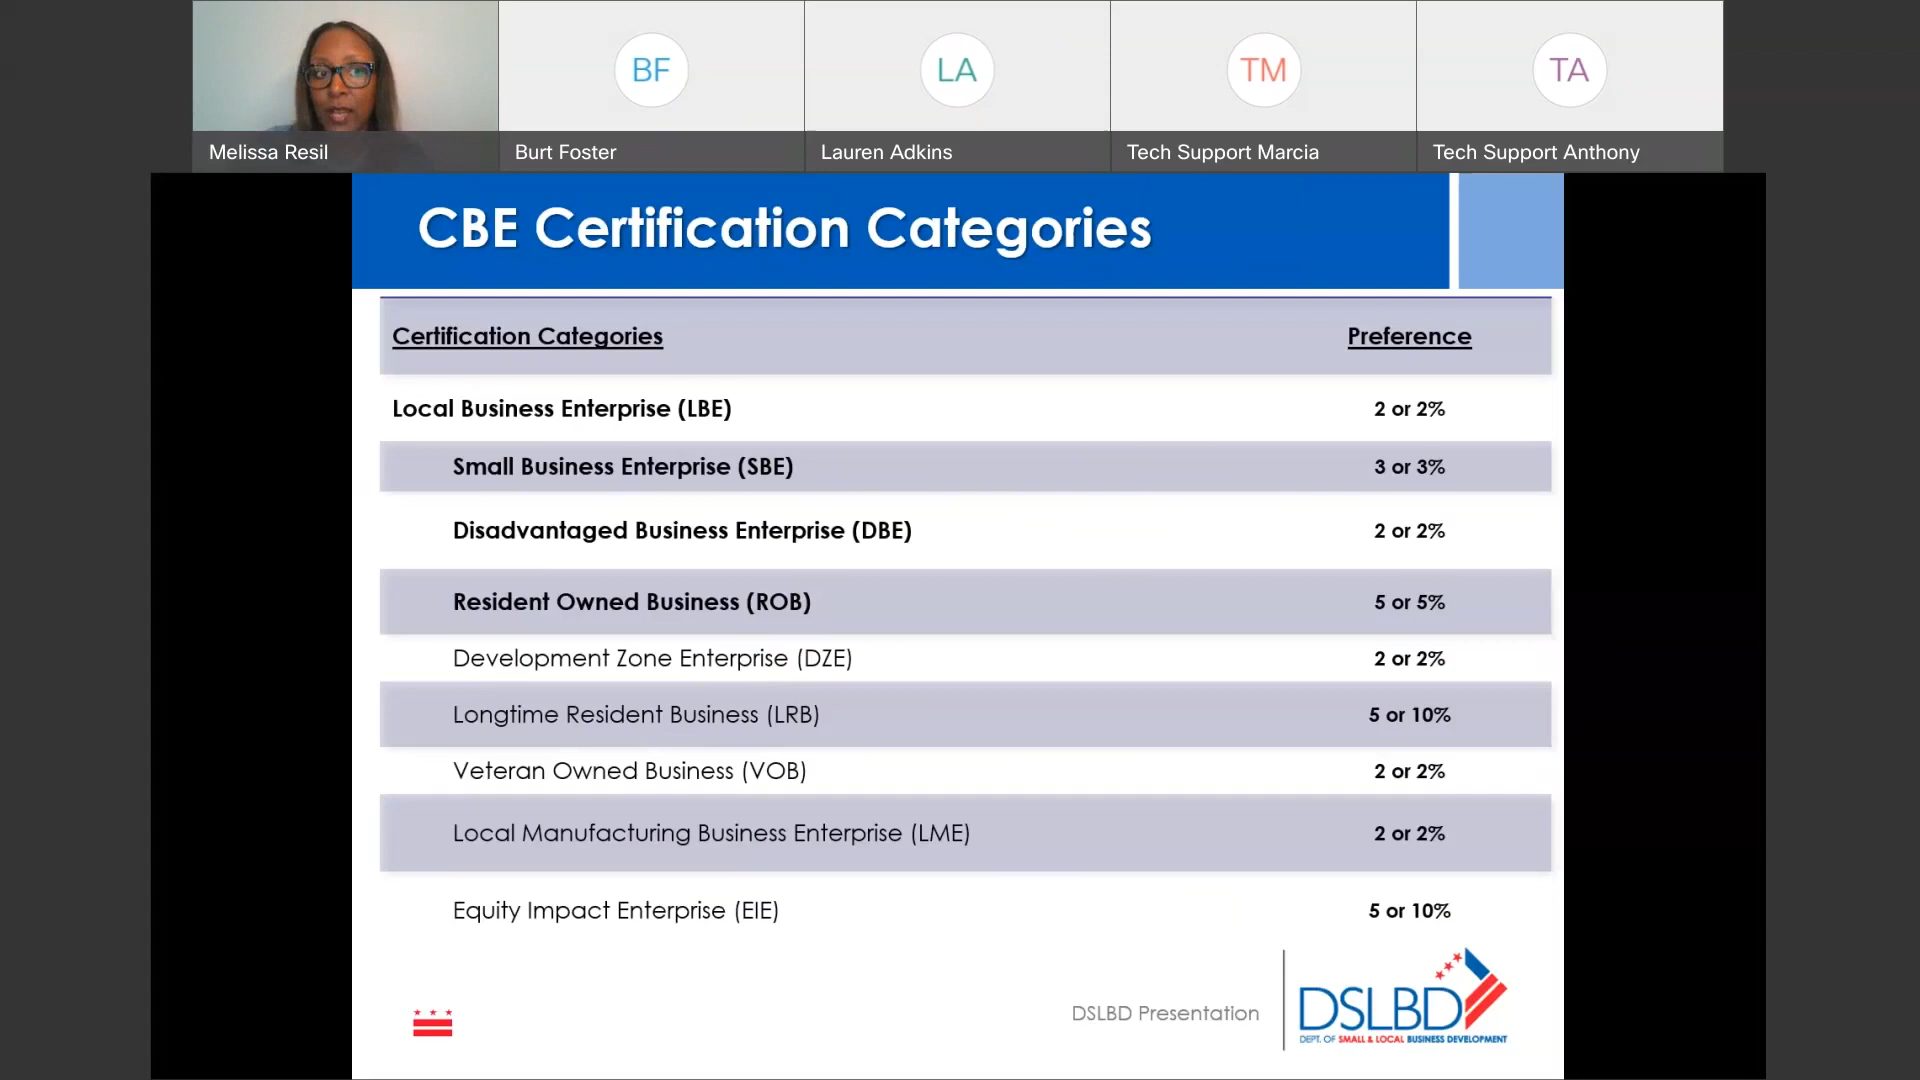 BF
LA
TM
TA
Melissa Resil
Burt Foster
Lauren Adkins
Tech Support Marcia
Tech Support Anthony
CBE Certification Categories
Certification Categories Preference
Local Business Enterprise (LBE) 2 or 2%
Small Business Enterprise (SBE) 3 or 3%
Disadvantaged Business Enterprise (DBE) 2 or 2%
Resident Owned Business (ROB) 5 or 5%
Development Zone Enterprise (DZE) 2 or 2%
Longtime Resident Business (LRB) 5 or 10%
Veteran Owned Business (VOB) 2 or 2%
Local Manufacturing Business Enterprise (LME) 2 or 2%
Equity Impact Enterprise (EIE) 5 or 10%
DSLBD Presentation
DSLBD
DEPT. OF SMALL & LOCAL BUSINESS DEVELOPMENT